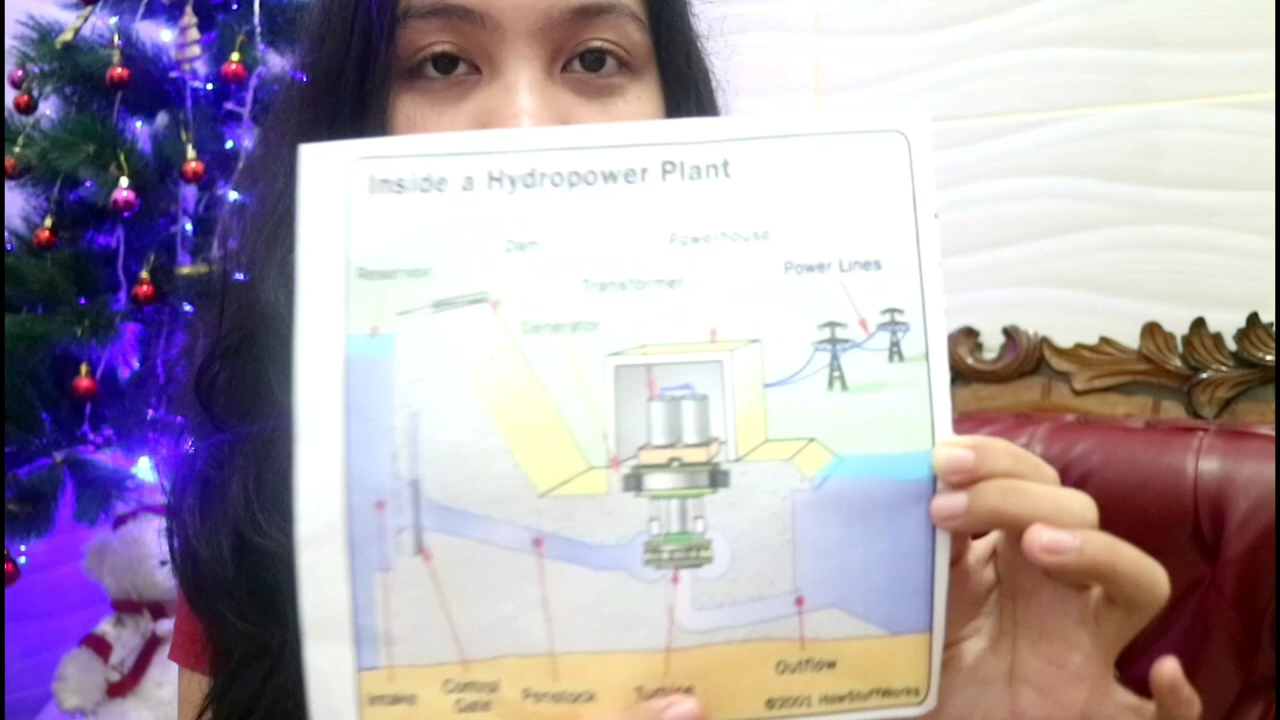 Inside a Hydropower Plant
Dam
Powerhouse
Reservoir
Transformer
Power Lines
Generator
Intake
Control
Gate
Penstock
Turbine
Outflow
©2001 HowStuffWorks